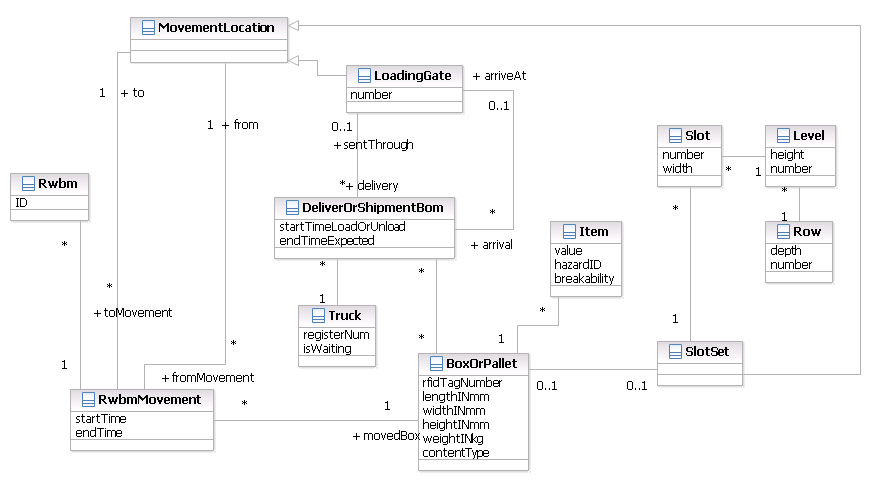 MovementLocation
LoadingGate
number
+ arriveAt
0..1
1
+ to
1
+ from
0..1
+sentThrough
*+ delivery
Slot
number
width
*
1
Level
height
number
*
1
Row
depth
number
Rwbm
ID
DeliverOrShipmentBom
startTimeLoadOrUnload
endTimeExpected
*
+ arrival
Item
value
hazardID
breakability
*
*
*
*
1
*
1
*
+ toMovement
Truck
registerNum
isWaiting
*
*
1
1
SlotSet
1
+ fromMovement
BoxOrPallet
rfidTagNumber
lengthINmm
widthINmm
heightINmm
weightINkg
contentType
0..1
0..1
RwbmMovement
startTime
endTime
*
1
+ movedBox